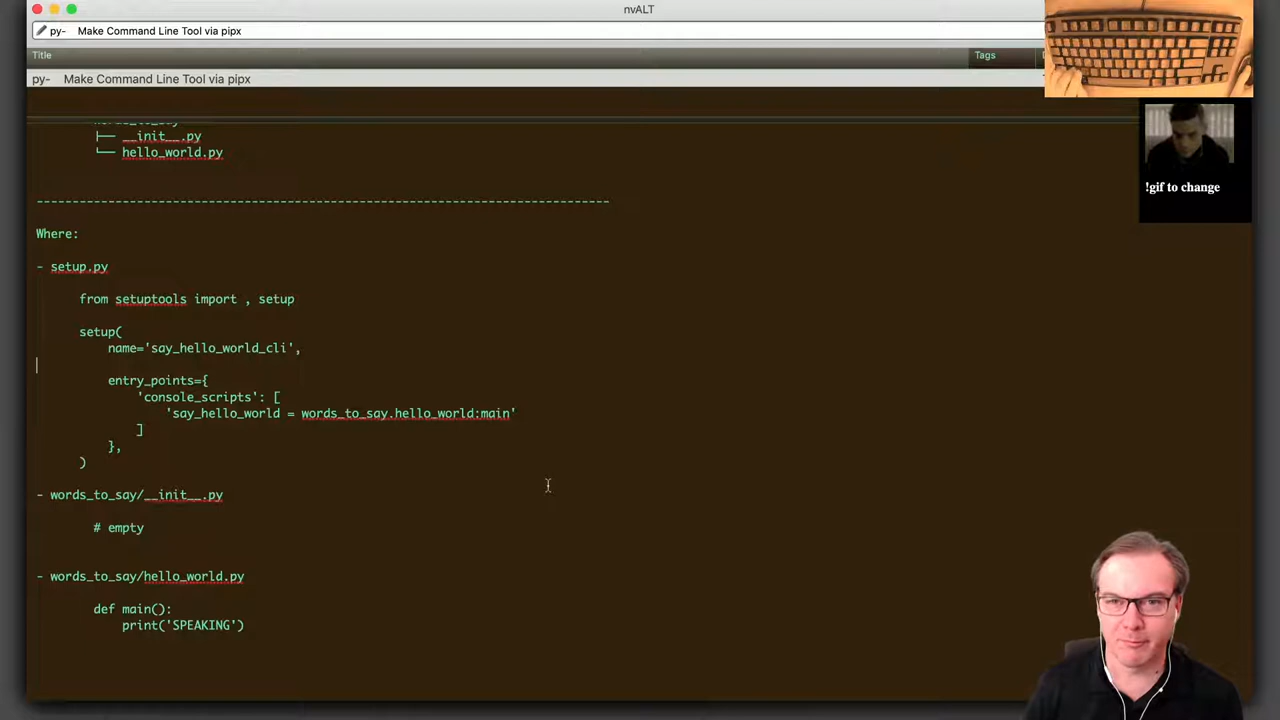 nvALT
py- Make Command Line Tool via pipx
Title
Tags
py- Make Command Line Tool via pipx
├── __init__.py
└── hello_world.py
--------------------------------------------------------------------------------
Where:
- setup.py
from setuptools import , setup
setup(
name='say_hello_world_cli',
entry_points={
'console_scripts': [
'say_hello_world = words_to_say.hello_world:main'
]
},
)
- words_to_say/__init__.py
# empty
- words_to_say/hello_world.py
def main():
print('SPEAKING')
!gif to change